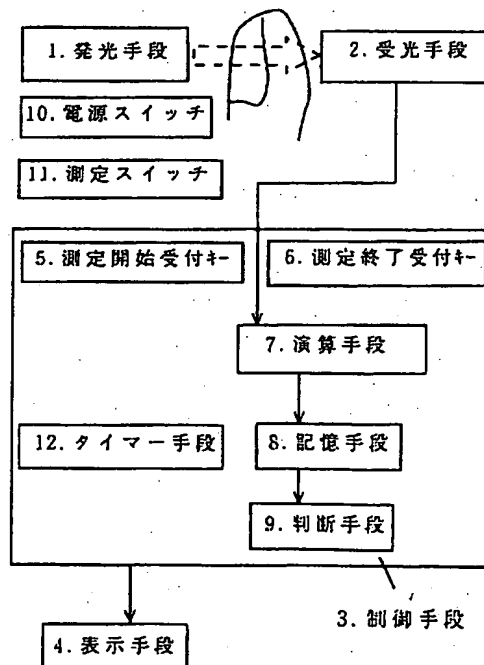 1. 発光手段
2. 受光手段
10. 電源スイッチ
11. 測定スイッチ
5. 測定開始受付キー
6. 測定終了受付キー
7. 演算手段
12. タイマー手段
8. 記憶手段
9. 判断手段
3. 制御手段
4. 表示手段